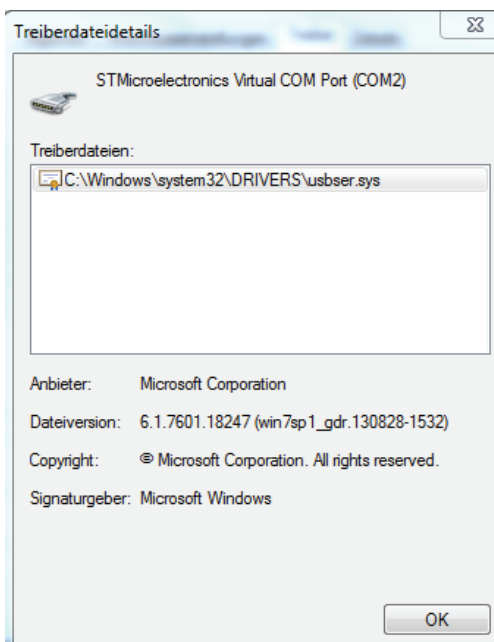 Treiberdateidetails
STMicroelectronics Virtual COM Port (COM2)
Treiberdateien:
C:\Windows\system32\DRIVERS\usbser.sys
Anbieter: Microsoft Corporation
Dateiversion: 6.1.7601.18247 (win7sp1_gdr.130828-1532)
Copyright: © Microsoft Corporation. All rights reserved.
Signaturgeber: Microsoft Windows
OK